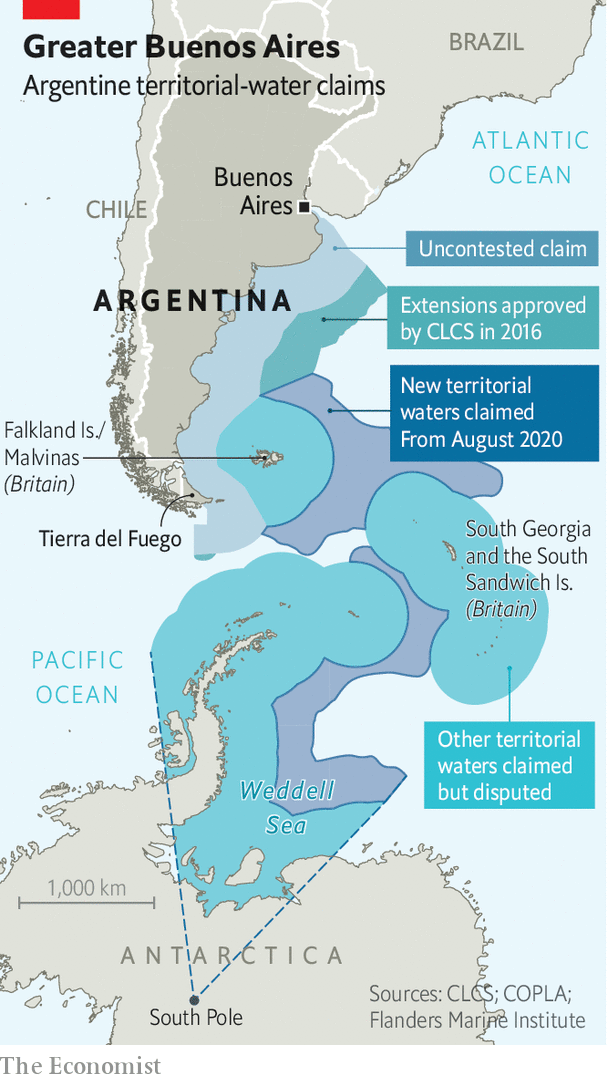 Greater Buenos Aires
Argentine territorial-water claims
BRAZIL
ATLANTIC
OCEAN
Buenos
Aires
CHILE
Uncontested claim
ARGENTINA
Extensions approved
by CLCS in 2016
New territorial
waters claimed
From August 2020
Falkland Is./
Malvinas
(Britain)
Tierra del Fuego
South Georgia
and the South
Sandwich Is.
(Britain)
PACIFIC
OCEAN
Other territorial
waters claimed
but disputed
Weddell
Sea
1,000 km
ANTARCTICA
South Pole
Sources: CLCS; COPLA;
Flanders Marine Institute
The Economist